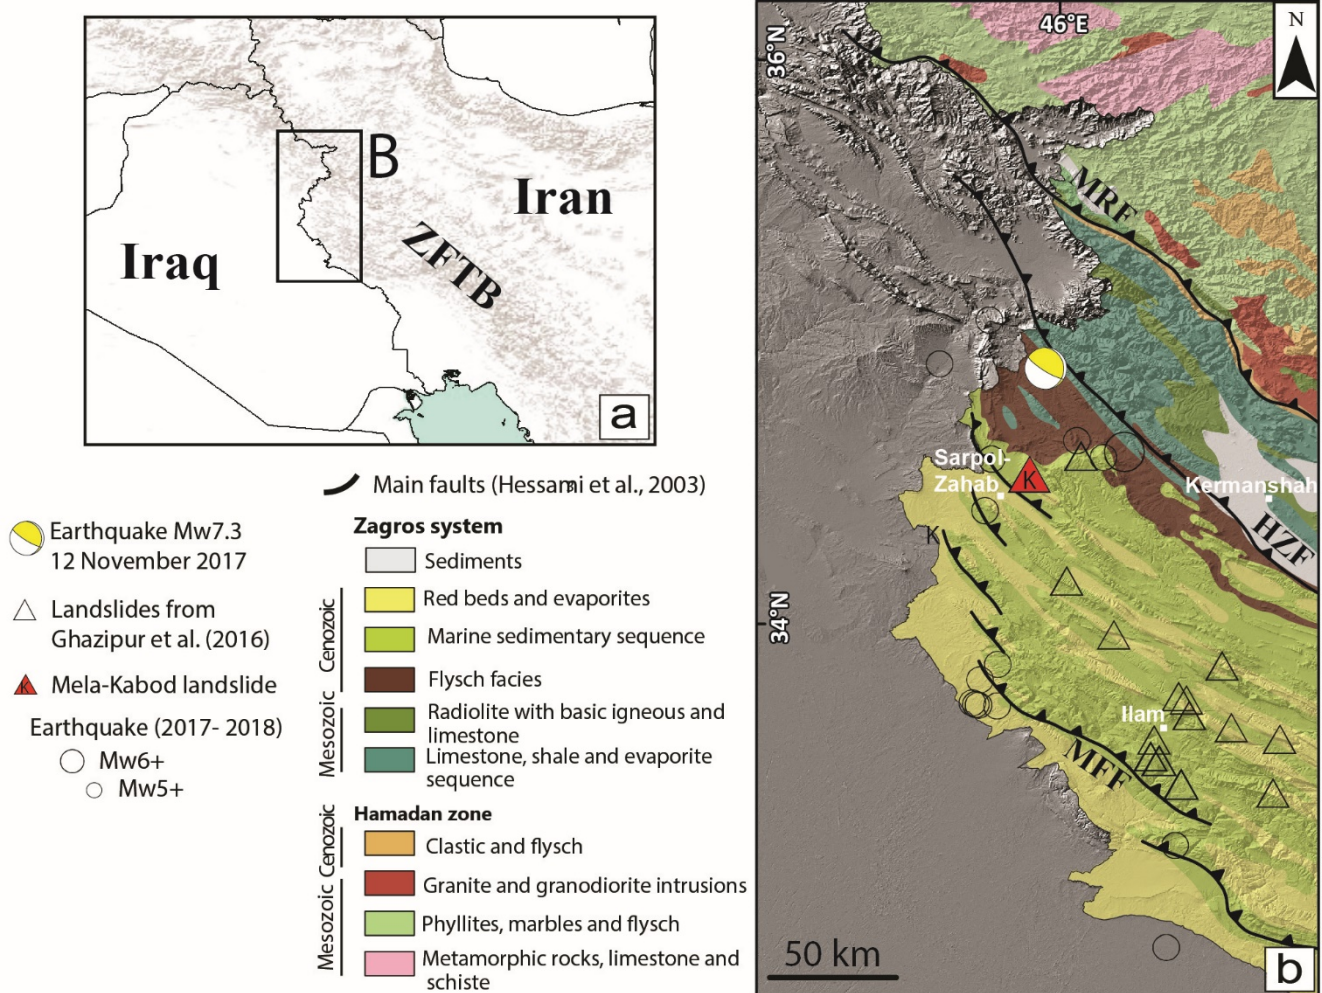 B
Iran
Iraq
ZFTB
a
Main faults (Hessami et al., 2003)
Earthquake Mw7.3
12 November 2017
Landslides from
Ghazipur et al. (2016)
K
Mela-Kabod landslide
Earthquake (2017- 2018)
Mw6+
Mw5+
Zagros system
Sediments
Cenozoic
Red beds and evaporites
Marine sedimentary sequence
Flysch facies
Mesozoic
Radiolite with basic igneous and
limestone
Limestone, shale and evaporite
sequence
Hamadan zone
Cenozoic
Clastic and flysch
Mesozoic
Granite and granodiorite intrusions
Phyllites, marbles and flysch
Metamorphic rocks, limestone and
schiste
46°E
N
36°N
MRF
Sarpol-
Zahab
K
Kermanshah
HZF
K
34°N
Ilam
MFF
50 km
b